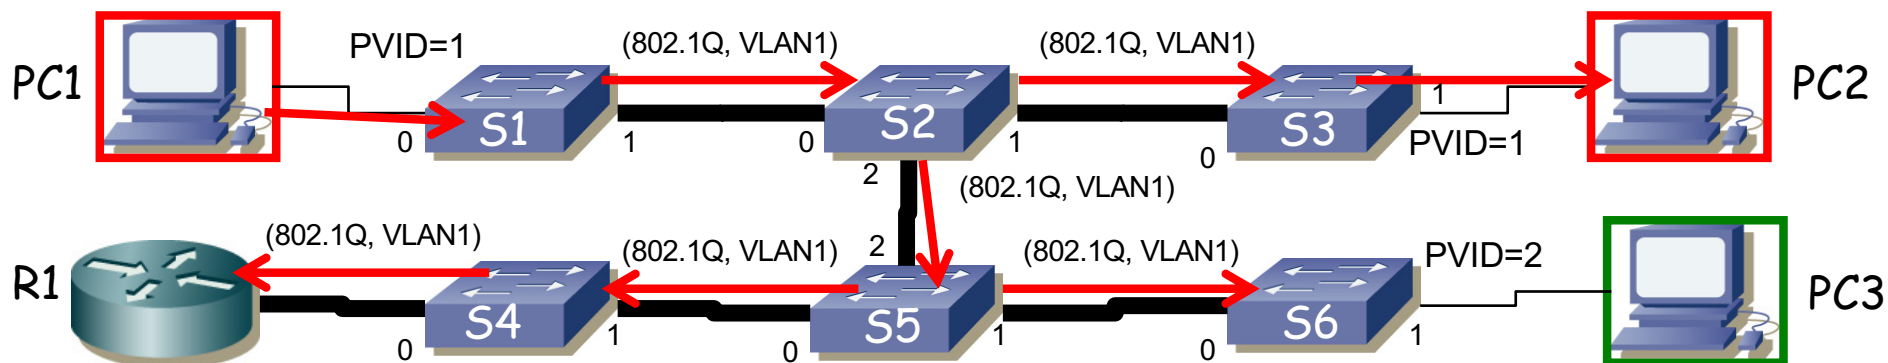 PVID=1
(802.1Q, VLAN1)
(802.1Q, VLAN1)
PC1
S1
S2
S3
1
PC2
0
1
0
1
0
PVID=1
2
(802.1Q, VLAN1)
(802.1Q, VLAN1)
(802.1Q, VLAN1)
2
(802.1Q, VLAN1)
PVID=2
R1
S4
S5
S6
PC3
0
1
0
1
0
1